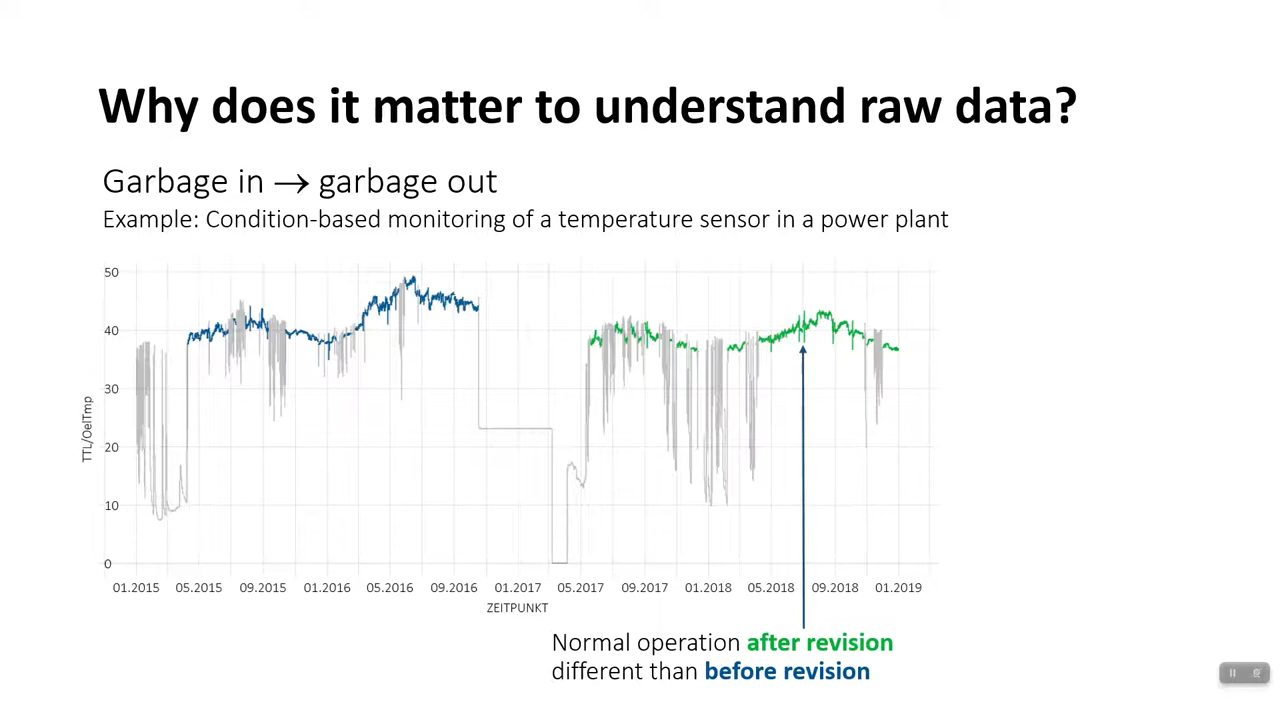 Why does it matter to understand raw data?
Garbage in → garbage out
Example: Condition-based monitoring of a temperature sensor in a power plant
50
40
30
20
10
0
TTL/OelTmp
01.2015 05.2015 09.2015 01.2016 05.2016 09.2016 01.2017 05.2017 09.2017 01.2018 05.2018 09.2018 01.2019
ZEITPUNKT
Normal operation after revision
different than before revision